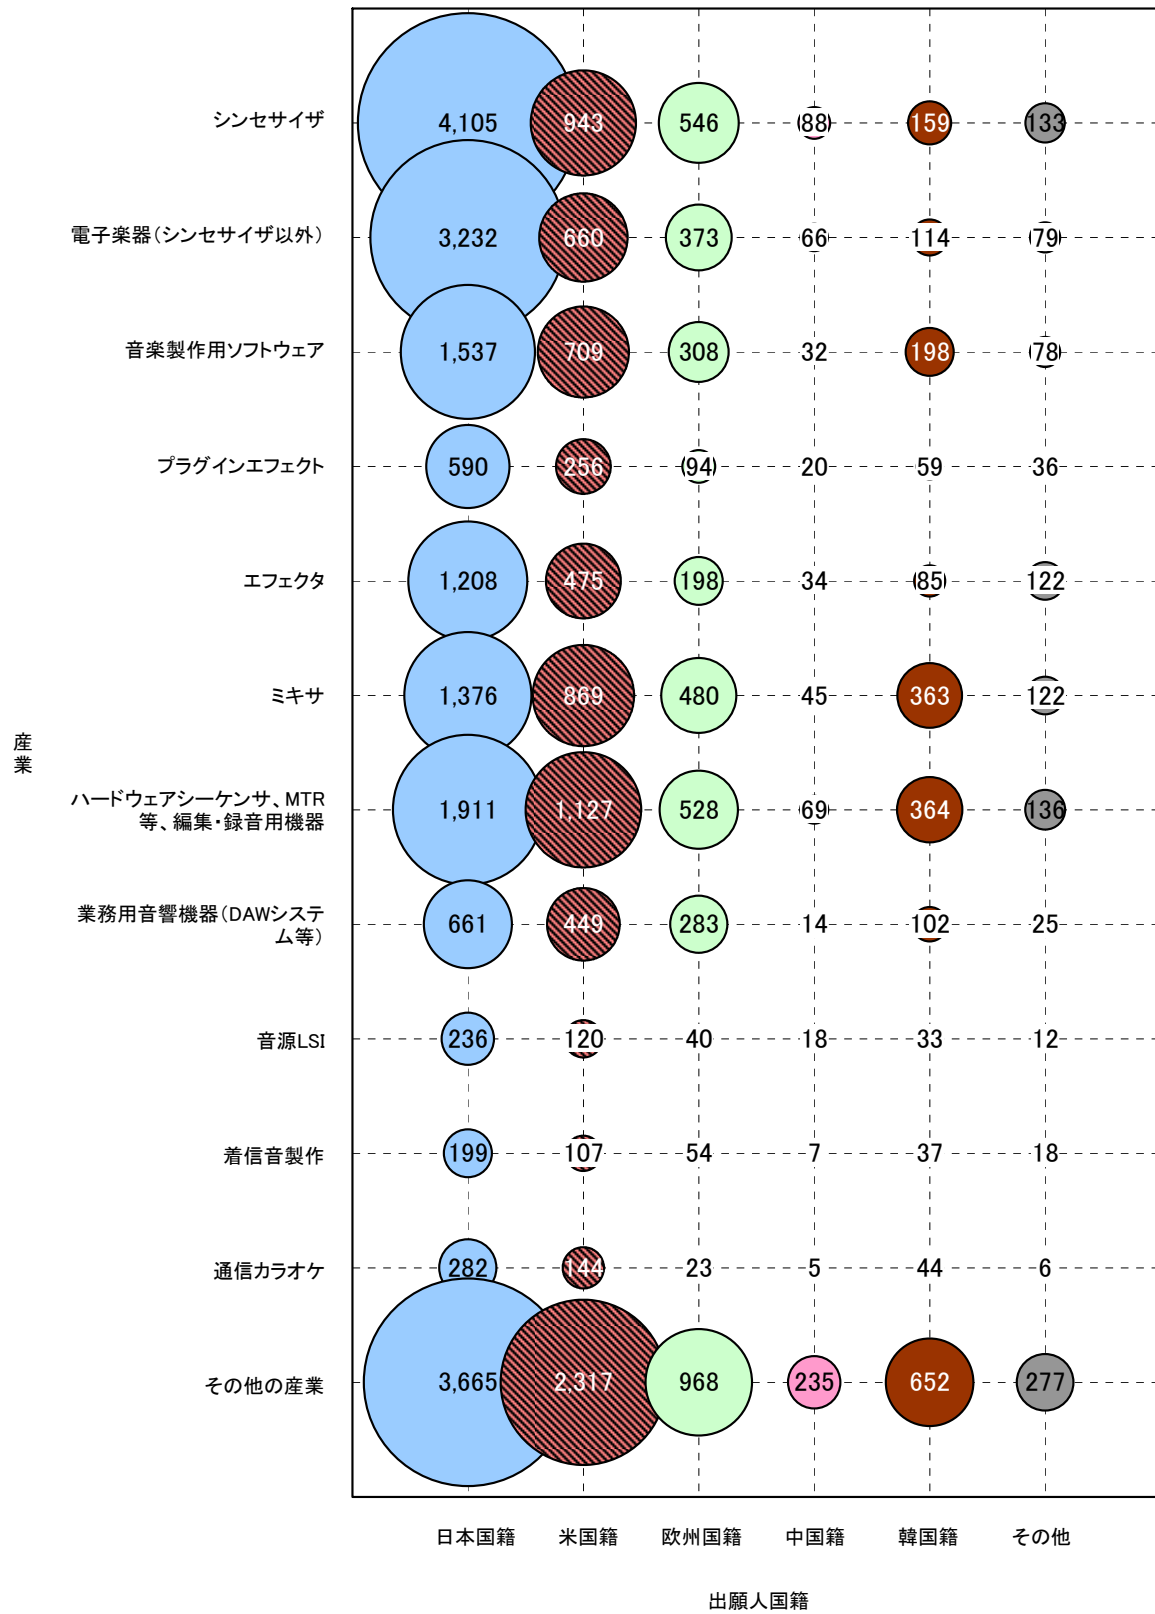 シンセサイザ
4,105 943 546 88 159 133
電子楽器（シンセサイザ以外）
3,232 660 373 66 114 79
音楽製作用ソフトウェア
1,537 709 308 32 198 78
プラグインエフェクト
590 256 94 20 59 36
エフェクタ
1,208 475 198 34 85 122
ミキサ
1,376 869 480 45 363 122
産
業
ハードウェアシーケンサ、MTR
等、編集・録音用機器
1,911 1,127 528 69 364 136
業務用音響機器（DAWシステ
ム等）
661 449 283 14 102 25
音源LSI
236 120 40 18 33 12
着信音製作
199 107 54 7 37 18
通信カラオケ
282 144 23 5 44 6
その他の産業
3,665 2,317 968 235 652 277
日本国籍 米国籍 欧州国籍 中国籍 韓国籍 その他
出願人国籍